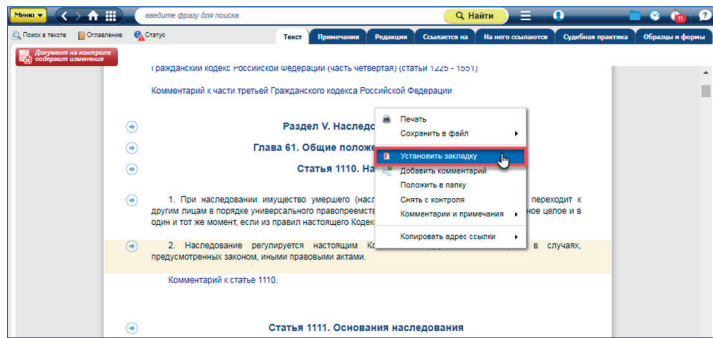 Меню
введите фразу для поиска
Найти
11
Поиск в тексте Оглавление Статус
Текст Примечания Редакции Ссылается на На него ссылаются Судебная практика Образцы и формы
Документ на контроле
содержит изменения
Гражданский кодекс Российской Федерации (часть четвертая) (статьи 1225 - 1551)
Комментарий к части третьей Гражданского кодекса Российской Федерации
Раздел V. Наслед
Глава 61. Общие полож
Статья 1110. На
1. При наследовании имущество умершего (насл переходит к
другим лицам в порядке универсального правопреемств ное целое и в
один и тот же момент, если из правил настоящего Кодек
2. Наследование регулируется настоящим Ко в случаях,
предусмотренных законом, иными правовыми актами.
Комментарий к статье 1110.
Статья 1111. Основания наследования
Печать
Сохранить в файл
Установить закладку
Добавить комментарий
Положить в папку
Снять с контроля
Комментарии и примечания
Копировать адрес ссылки